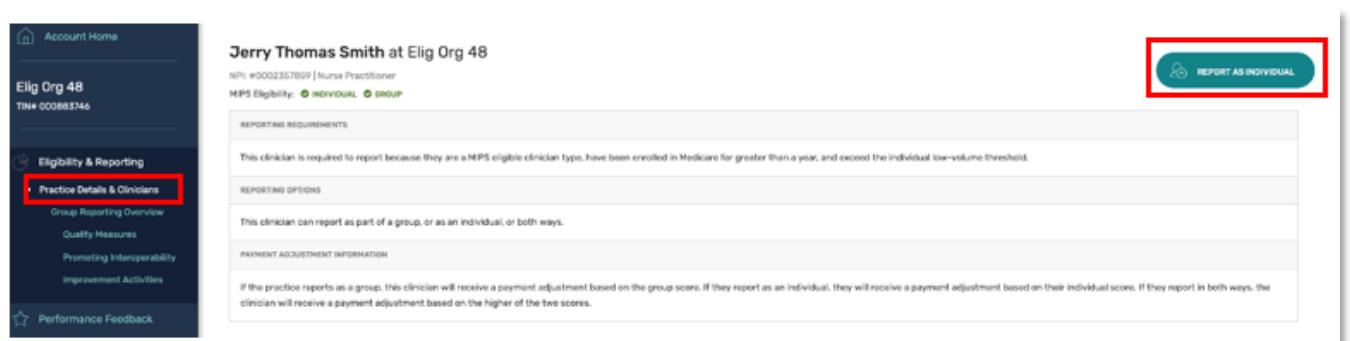 Account Home
Elig Org 48
TIN# 000883746
Eligibility & Reporting
Practice Details & Clinicians
Group Reporting Overview
Quality Measures
Promoting Interoperability
Improvement Activities
Performance Feedback
Jerry Thomas Smith at Elig Org 48
NPI: #0002357859 | Nurse Practitioner
MIPS Eligibility: INDIVIDUAL GROUP
REPORT AS INDIVIDUAL
REPORTING REQUIREMENTS
This clinician is required to report because they are a MIPS eligible clinician type, have been enrolled in Medicare for greater than a year, and exceed the individual low-volume threshold.
REPORTING OPTIONS
This clinician can report as part of a group, or as an individual, or both ways.
PAYMENT ADJUSTMENT INFORMATION
If the practice reports as a group, this clinician will receive a payment adjustment based on the group score. If they report as an individual, they will receive a payment adjustment based on their individual score. If they report in both ways, the
clinician will receive a payment adjustment based on the higher of the two scores.